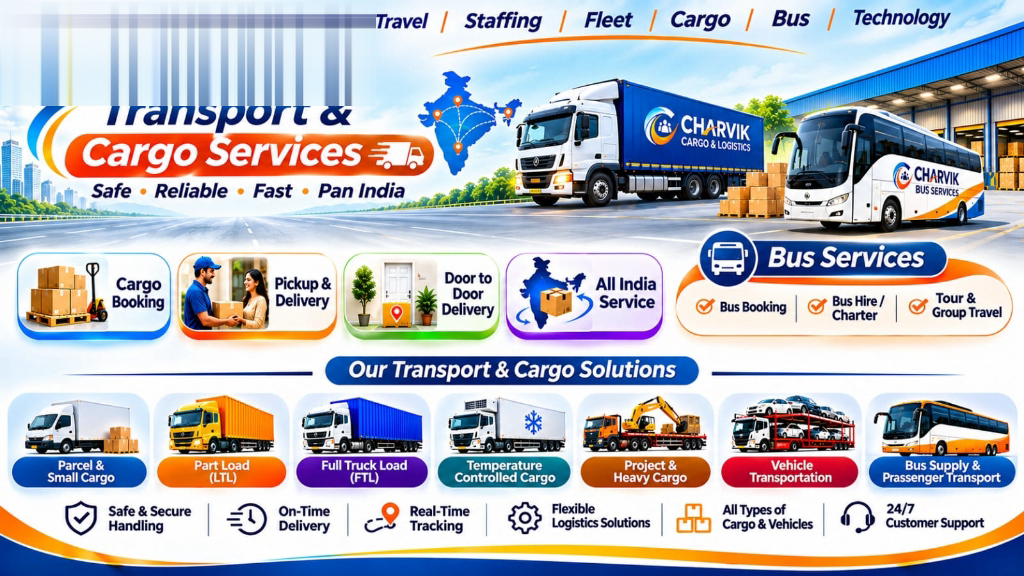 Travel / Staffing / Fleet / Cargo / Bus / Technology
Transport &
Cargo Services
Safe • Reliable • Fast • Pan India
CHARVIK
CARGO & LOGISTICS
CHARVIK
BUS SERVICES
Cargo
Booking
Pickup &
Delivery
Door to
Door
Delivery
All India
Service
Bus Services
Bus Booking
Bus Hire /
Charter
Tour &
Group Travel
Our Transport & Cargo Solutions
Parcel &
Small Cargo
Part Load
(LTL)
Full Truck Load
(FTL)
Temperature
Controlled Cargo
Project &
Heavy Cargo
Vehicle
Transportation
Bus Supply &
Passenger Transport
Safe & Secure
Handling
On-Time
Delivery
Real-Time
Tracking
Flexible
Logistics Solutions
All Types of
Cargo & Vehicles
24/7
Customer Support